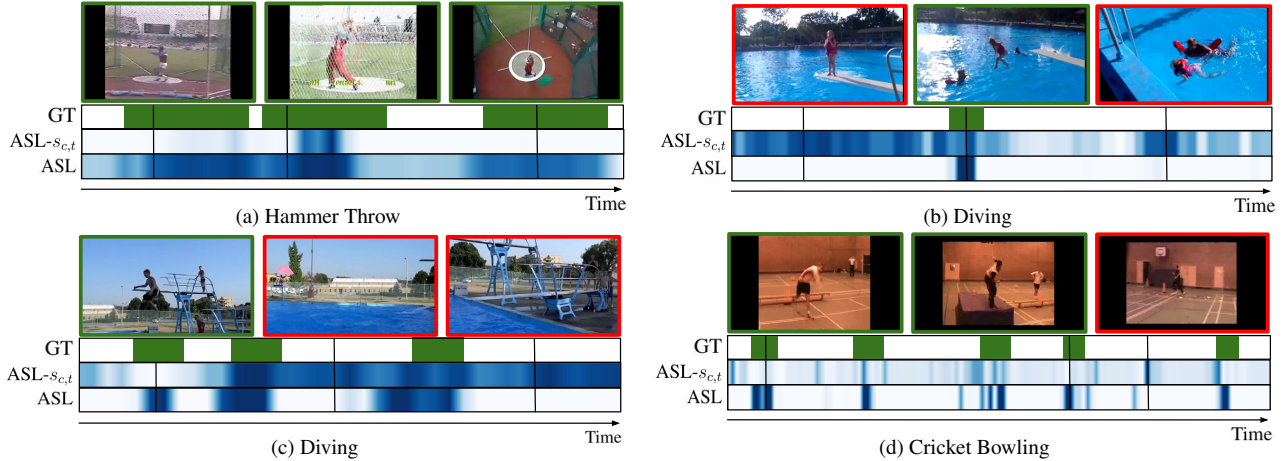 GT
ASL-s_{c,t}
ASL
Time
(a) Hammer Throw
GT
ASL-s_{c,t}
ASL
Time
(b) Diving
GT
ASL-s_{c,t}
ASL
Time
(c) Diving
GT
ASL-s_{c,t}
ASL
Time
(d) Cricket Bowling